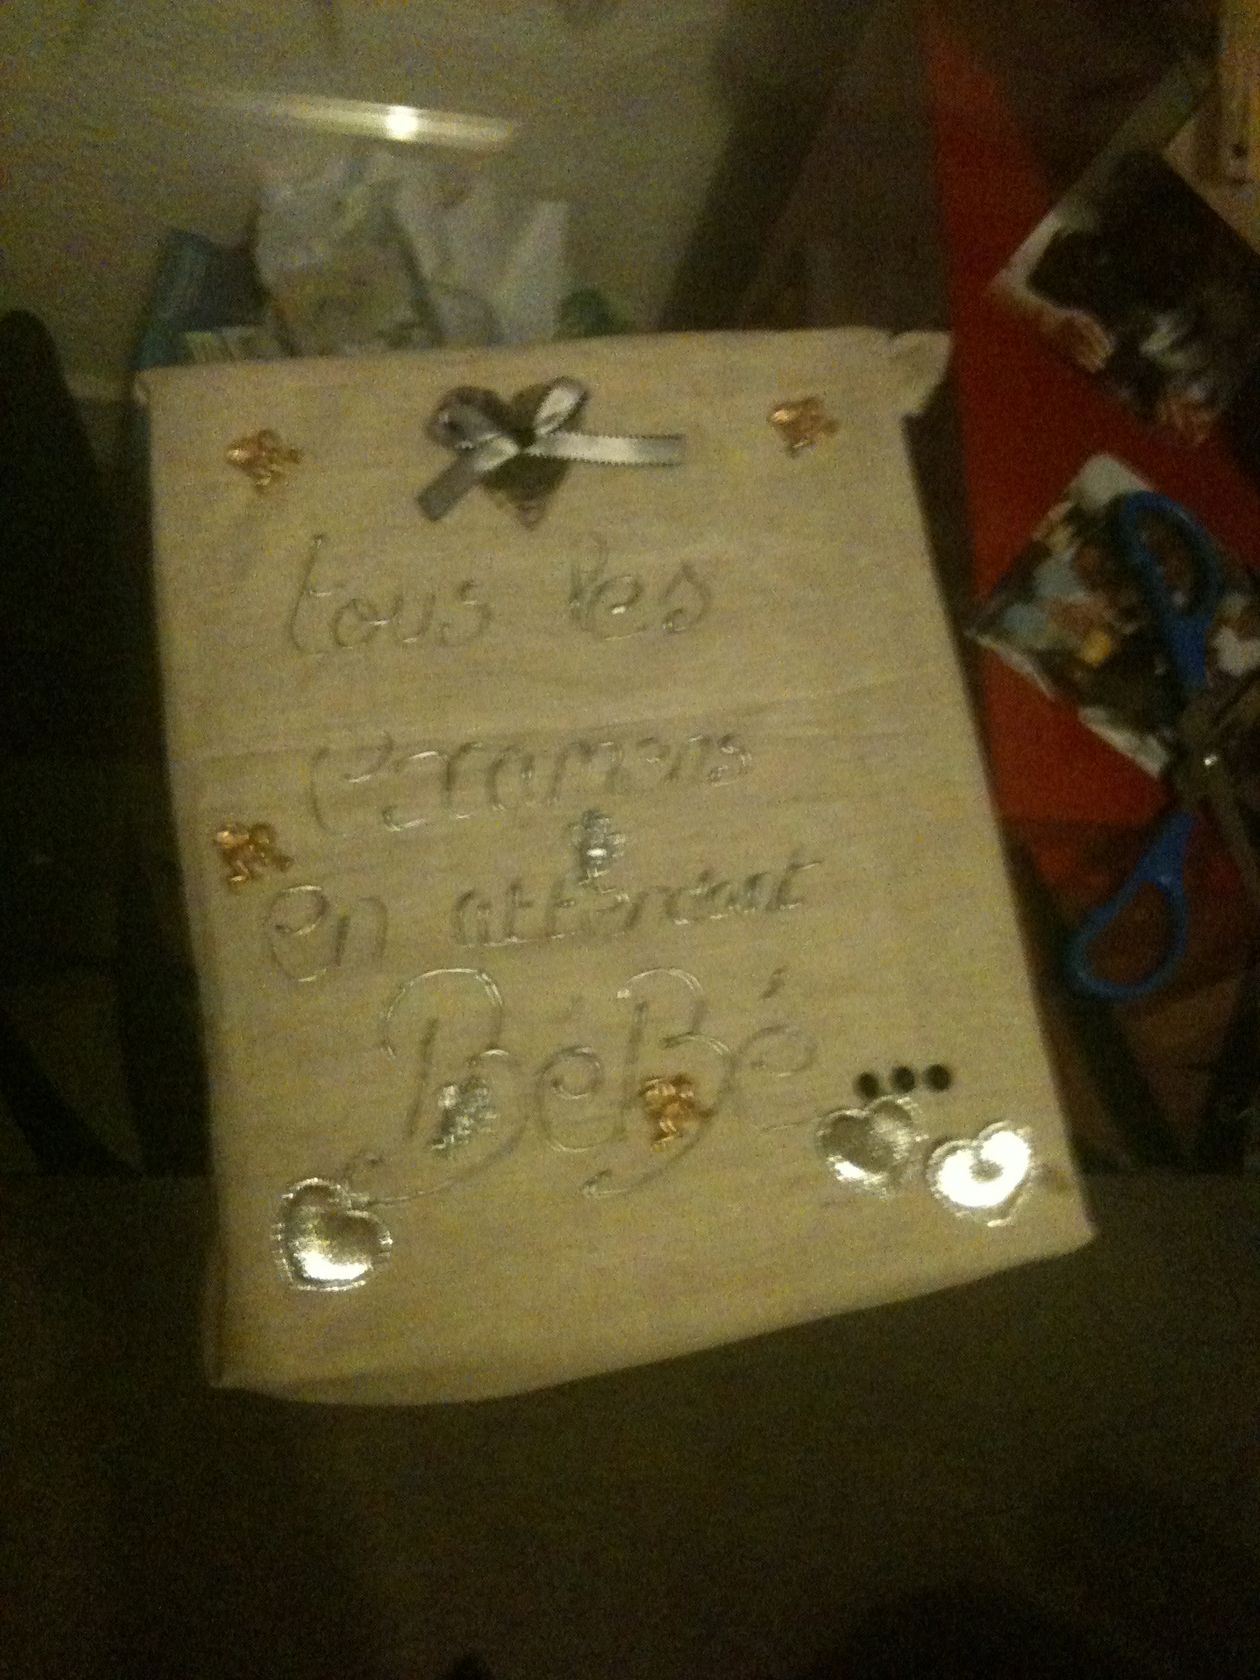 tous les
examens
en attendant
BéBé ...